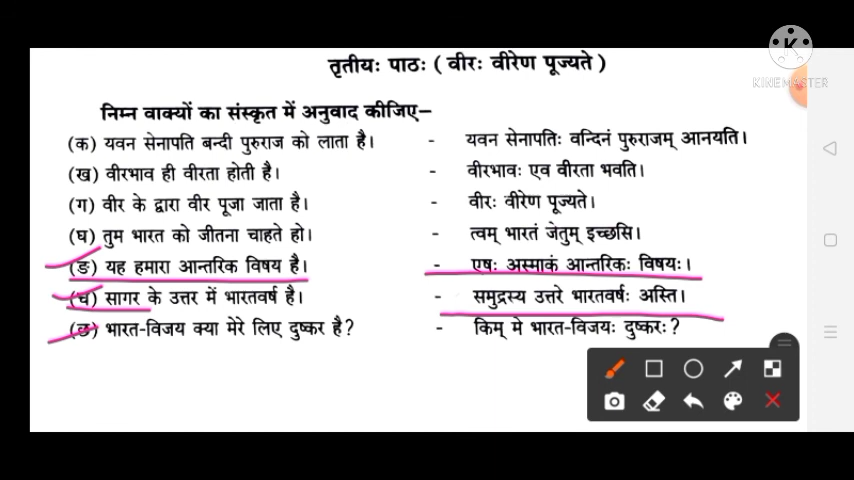 तृतीयः पाठः ( वीरः वीरेण पूज्यते )
KINEMASTER
निम्न वाक्यों का संस्कृत में अनुवाद कीजिए–
(क) यवन सेनापति बन्दी पुरुराज को लाता है। - यवन सेनापतिः वन्दिनं पुरुराजम् आनयति।
(ख) वीरभाव ही वीरता होती है। - वीरभावः एव वीरता भवति।
(ग) वीर के द्वारा वीर पूजा जाता है। - वीरः वीरेण पूज्यते।
(घ) तुम भारत को जीतना चाहते हो। - त्वम् भारतं जेतुम् इच्छसि।
(ङ) यह हमारा आन्तरिक विषय है। - एषः अस्माकं आन्तरिकः विषयः।
(च) सागर के उत्तर में भारतवर्ष है। - समुद्रस्य उत्तरे भारतवर्षः अस्ति।
(छ) भारत-विजय क्या मेरे लिए दुष्कर है? - किम् मे भारत-विजयः दुष्करः?